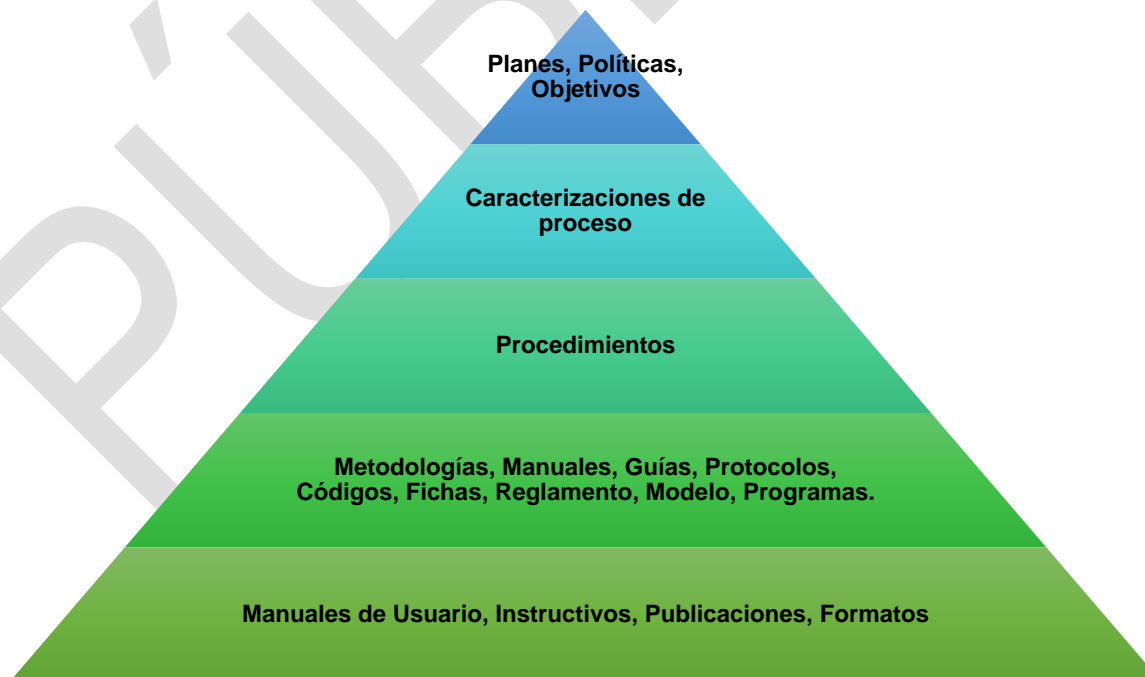 Planes, Políticas,
Objetivos
Caracterizaciones de
proceso
Procedimientos
Metodologías, Manuales, Guías, Protocolos,
Códigos, Fichas, Reglamento, Modelo, Programas.
Manuales de Usuario, Instructivos, Publicaciones, Formatos